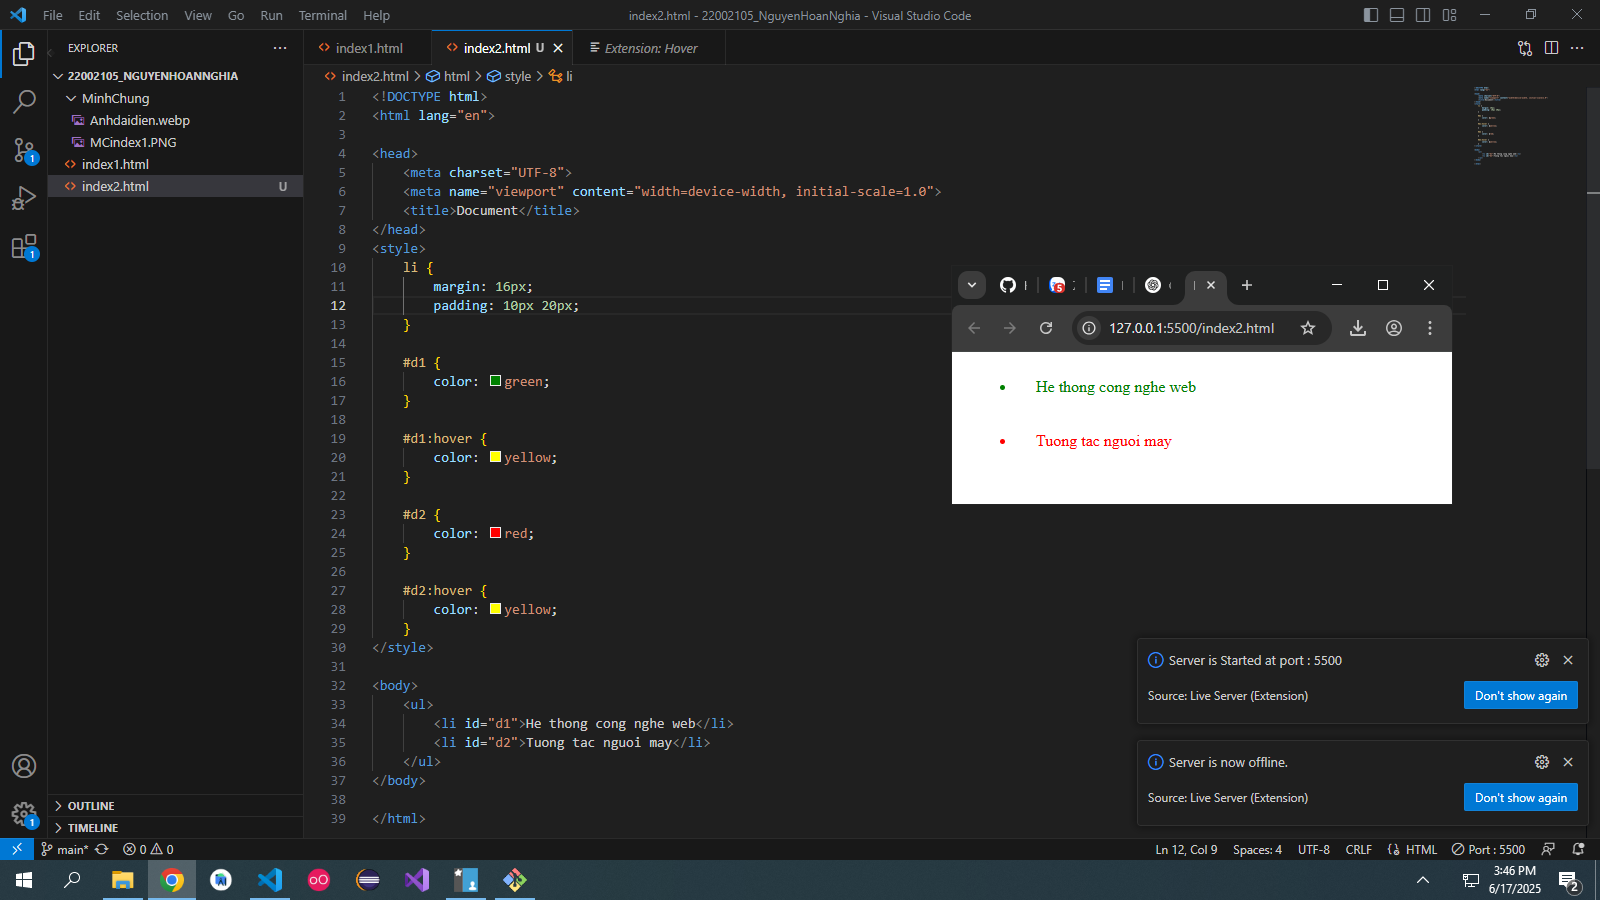 File Edit Selection View Go Run Terminal Help
index2.html - 22002105_NguyenHoanNghia - Visual Studio Code
EXPLORER
22002105_NGUYENHOANNGHIA
MinhChung
Anhdaidien.webp
MCindex1.PNG
index1.html
index2.html U
OUTLINE
TIMELINE
1
1
1
index1.html
index2.html U
Extension: Hover
index2.html > html > style > li
1 <!DOCTYPE html>
2 <html lang="en">
3
4 <head>
5 <meta charset="UTF-8">
6 <meta name="viewport" content="width=device-width, initial-scale=1.0">
7 <title>Document</title>
8 </head>
9 <style>
10 li {
11 margin: 16px;
12 padding: 10px 20px;
13 }
14
15 #d1 {
16 color: green;
17 }
18
19 #d1:hover {
20 color: yellow;
21 }
22
23 #d2 {
24 color: red;
25 }
26
27 #d2:hover {
28 color: yellow;
29 }
30 </style>
31
32 <body>
33 <ul>
34 <li id="d1">He thong cong nghe web</li>
35 <li id="d2">Tuong tac nguoi may</li>
36 </ul>
37 </body>
38
39 </html>
127.0.0.1:5500/index2.html
• He thong cong nghe web
• Tuong tac nguoi may
Server is Started at port : 5500
Source: Live Server (Extension)
Don't show again
Server is now offline.
Source: Live Server (Extension)
Don't show again
main* 0 0
Ln 12, Col 9 Spaces: 4 UTF-8 CRLF HTML Port : 5500
3:46 PM
6/17/2025
2